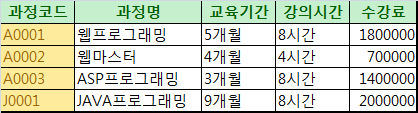 과정코드 과정명 교육기간 강의시간 수강료
A0001 웹프로그래밍 5개월 8시간 1800000
A0002 웹마스터 4개월 4시간 700000
A0003 ASP프로그래밍 3개월 8시간 1400000
J0001 JAVA프로그래밍 9개월 8시간 2000000